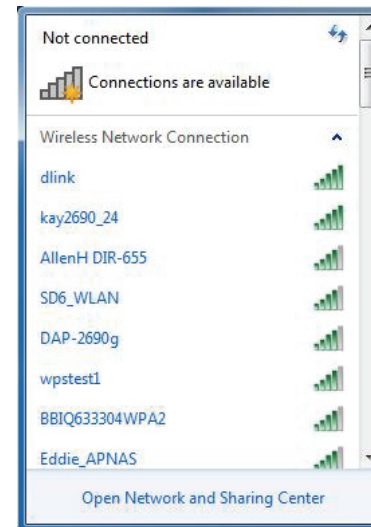 Not connected
Connections are available
Wireless Network Connection
dlink
kay2690_24
AllenH DIR-655
SD6_WLAN
DAP-2690g
wpstest1
BBIQ633304WPA2
Eddie_APNAS
Open Network and Sharing Center